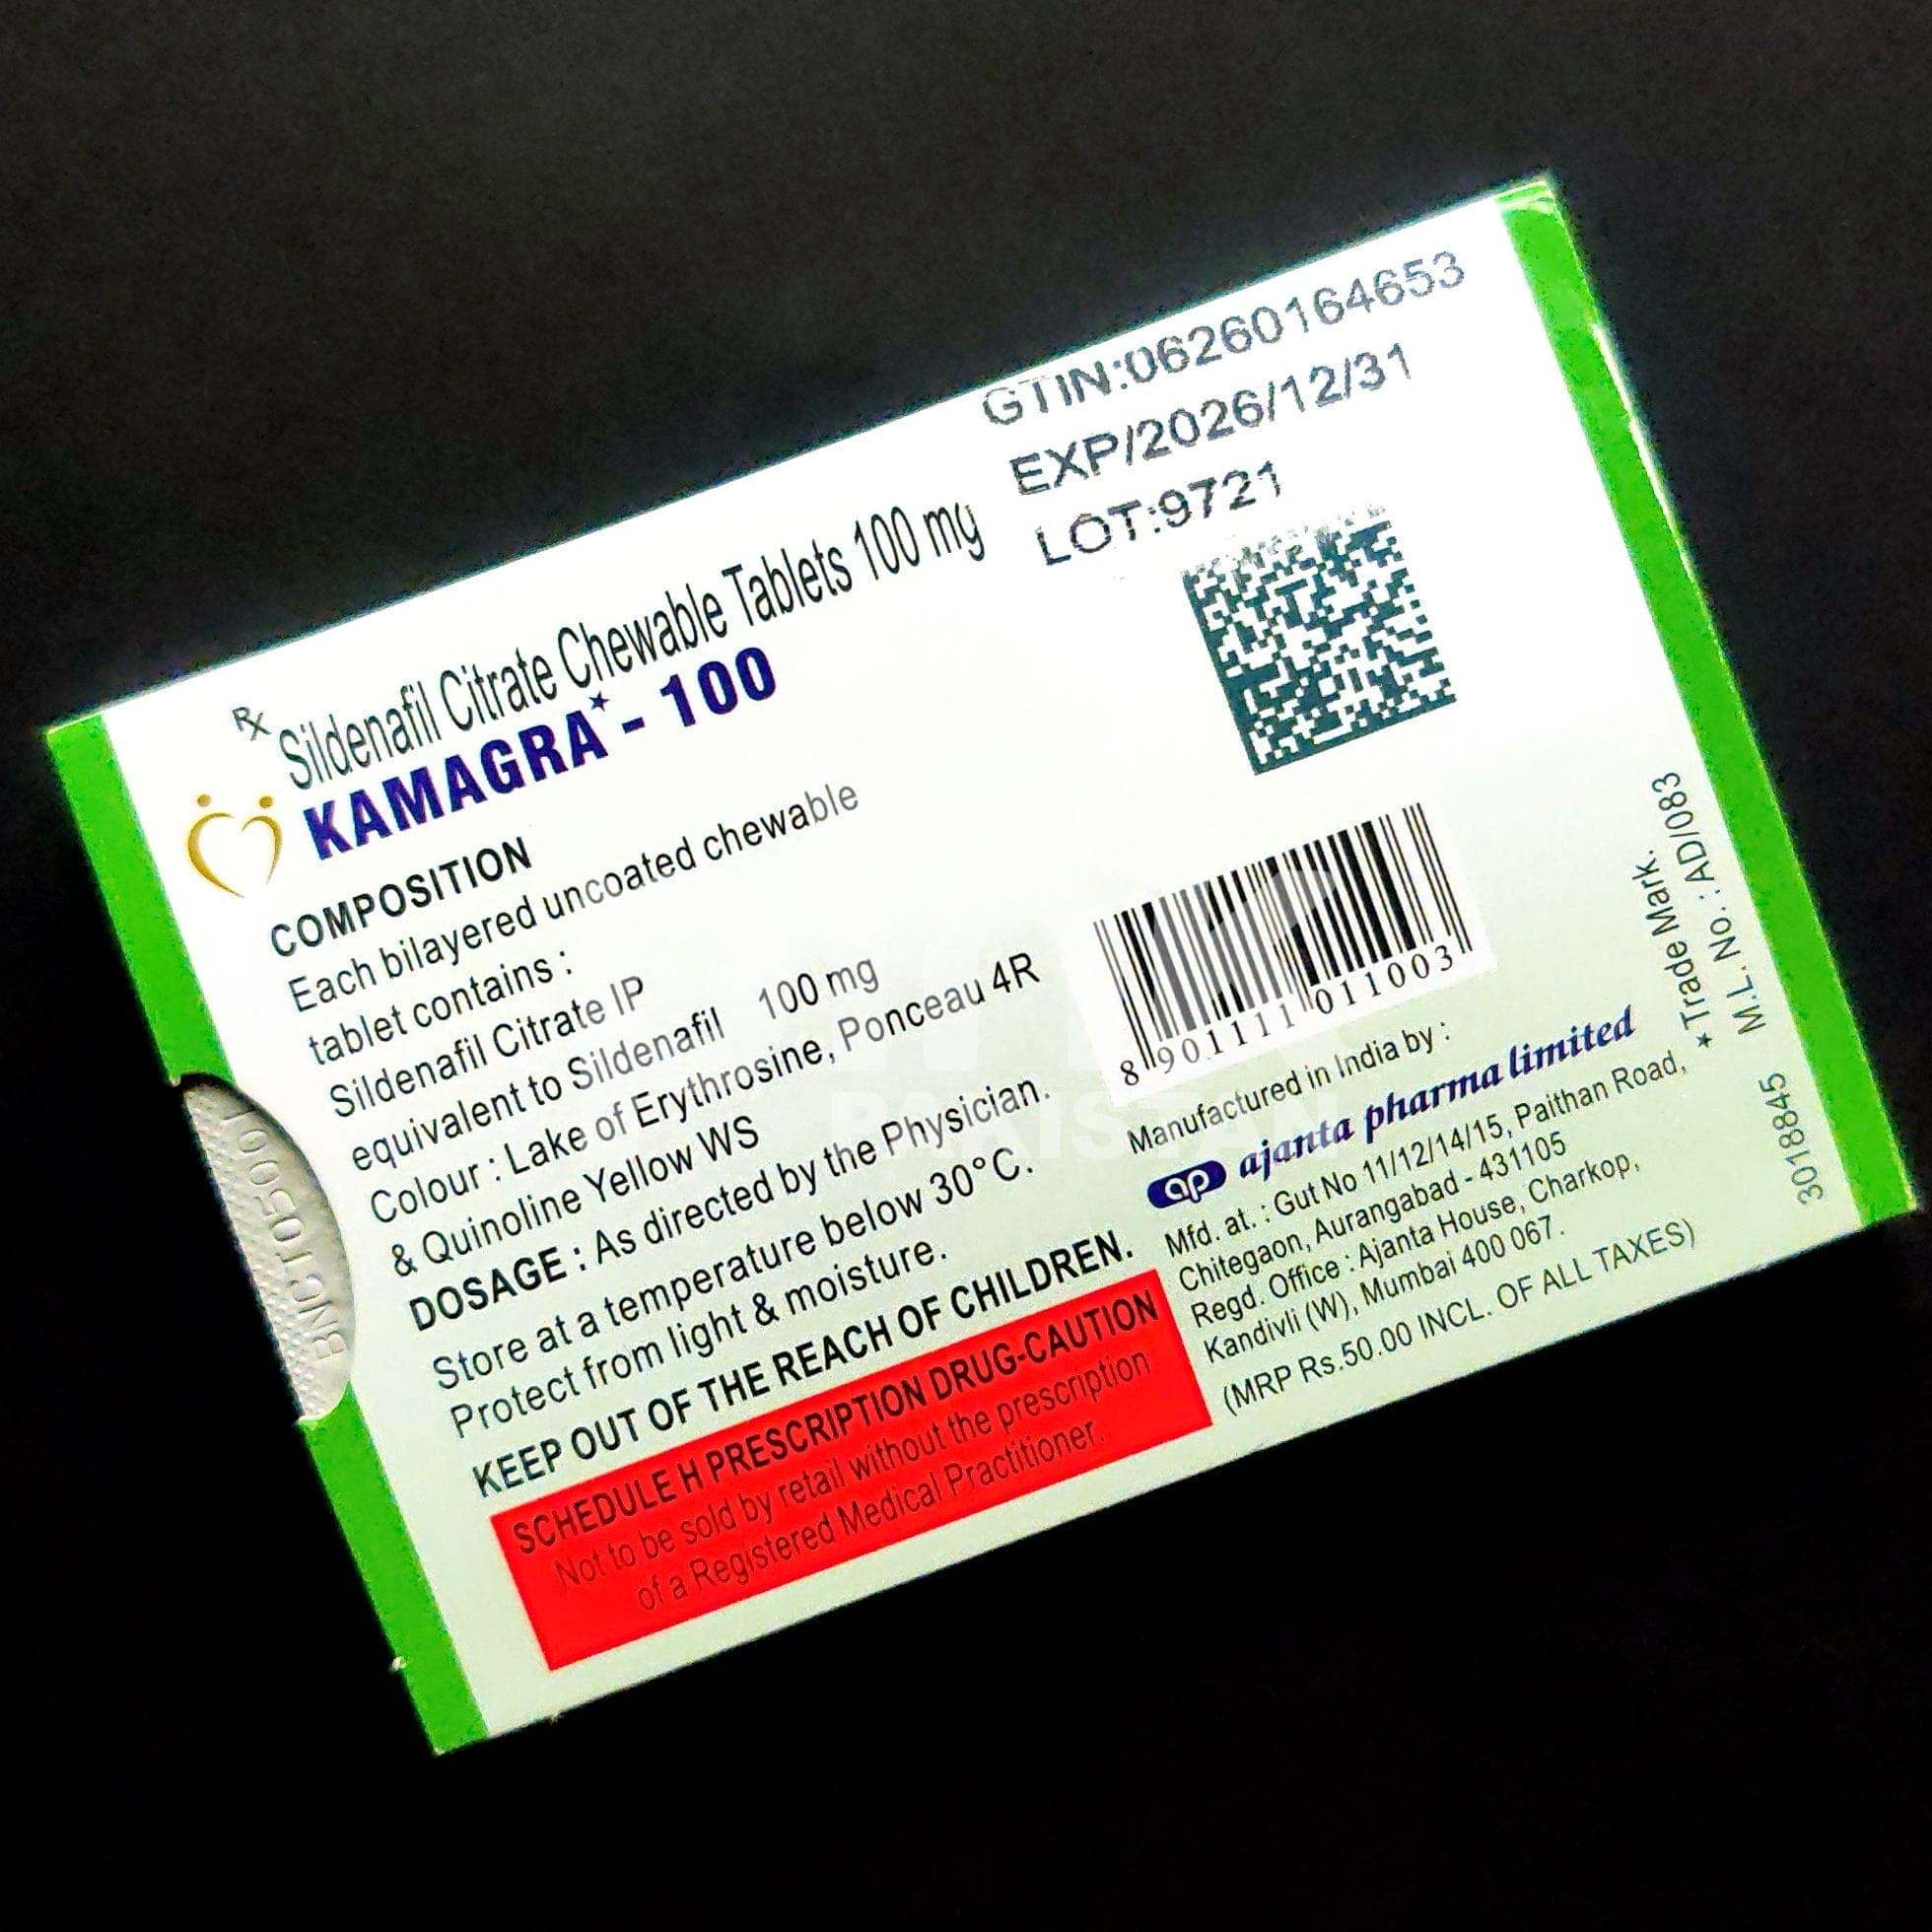 GTIN:06260164653
EXP/2026/12/31
LOT:9721
Rx
Sildenafil Citrate Chewable Tablets 100 mg
KAMAGRA* - 100
COMPOSITION
Each bilayered uncoated chewable
tablet contains :
Sildenafil Citrate IP
equivalent to Sildenafil 100 mg
Colour : Lake of Erythrosine, Ponceau 4R
& Quinoline Yellow WS
DOSAGE : As directed by the Physician.
Store at a temperature below 30°C.
Protect from light & moisture.
KEEP OUT OF THE REACH OF CHILDREN.
SCHEDULE H PRESCRIPTION DRUG-CAUTION
Not to be sold by retail without the prescription
of a Registered Medical Practitioner.
8 901111 011003
Manufactured in India by :
ap ajanta pharma limited
Mfd. at. : Gut No 11/12/14/15, Paithan Road,
Chitegaon, Aurangabad - 431105
Regd. Office : Ajanta House, Charkop,
Kandivli (W), Mumbai 400 067.
(MRP Rs.50.00 INCL. OF ALL TAXES)
* Trade Mark.
M.L. No. : AD/083
3018845
PAKISTAN